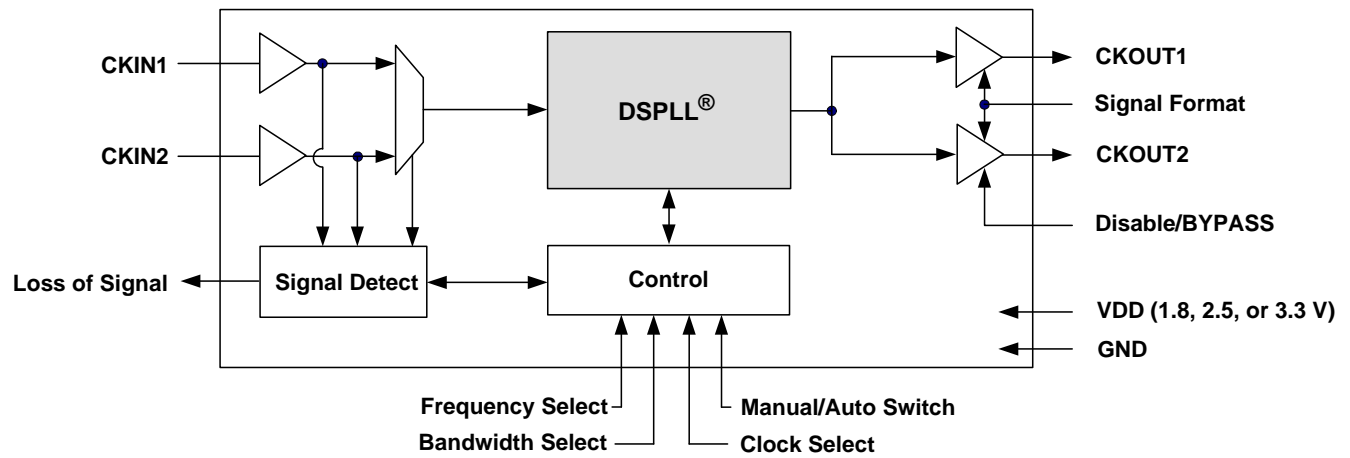 CKIN1
CKIN2
DSPLL®
CKOUT1
Signal Format
CKOUT2
Disable/BYPASS
Loss of Signal
Signal Detect
Control
VDD (1.8, 2.5, or 3.3 V)
GND
Frequency Select
Manual/Auto Switch
Bandwidth Select
Clock Select